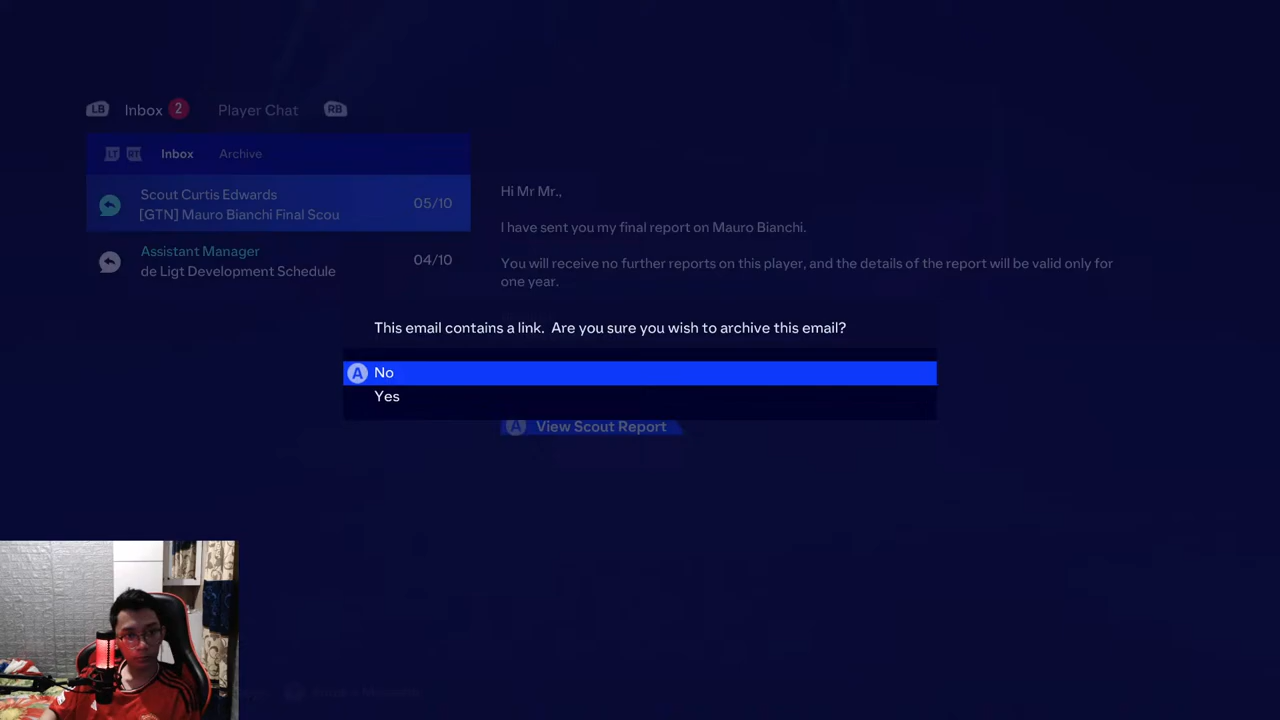 LB Inbox 2 Player Chat RB
LT RT Inbox Archive
Scout Curtis Edwards
[GTN] Mauro Bianchi Final Scou
05/10
Assistant Manager
de Ligt Development Schedule
04/10
Hi Mr Mr.,
I have sent you my final report on Mauro Bianchi.
You will receive no further reports on this player, and the details of the report will be valid only for
one year.
This email contains a link. Are you sure you wish to archive this email?
A No
Yes
A View Scout Report